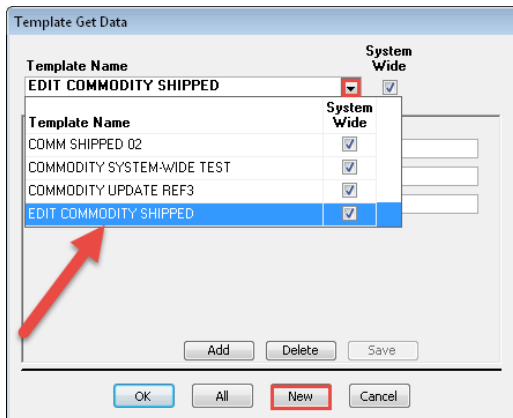 Template Get Data
System
Template Name Wide
EDIT COMMODITY SHIPPED
System
Template Name Wide
COMM SHIPPED 02
COMMODITY SYSTEM-WIDE TEST
COMMODITY UPDATE REF3
EDIT COMMODITY SHIPPED
Add Delete Save
OK All New Cancel